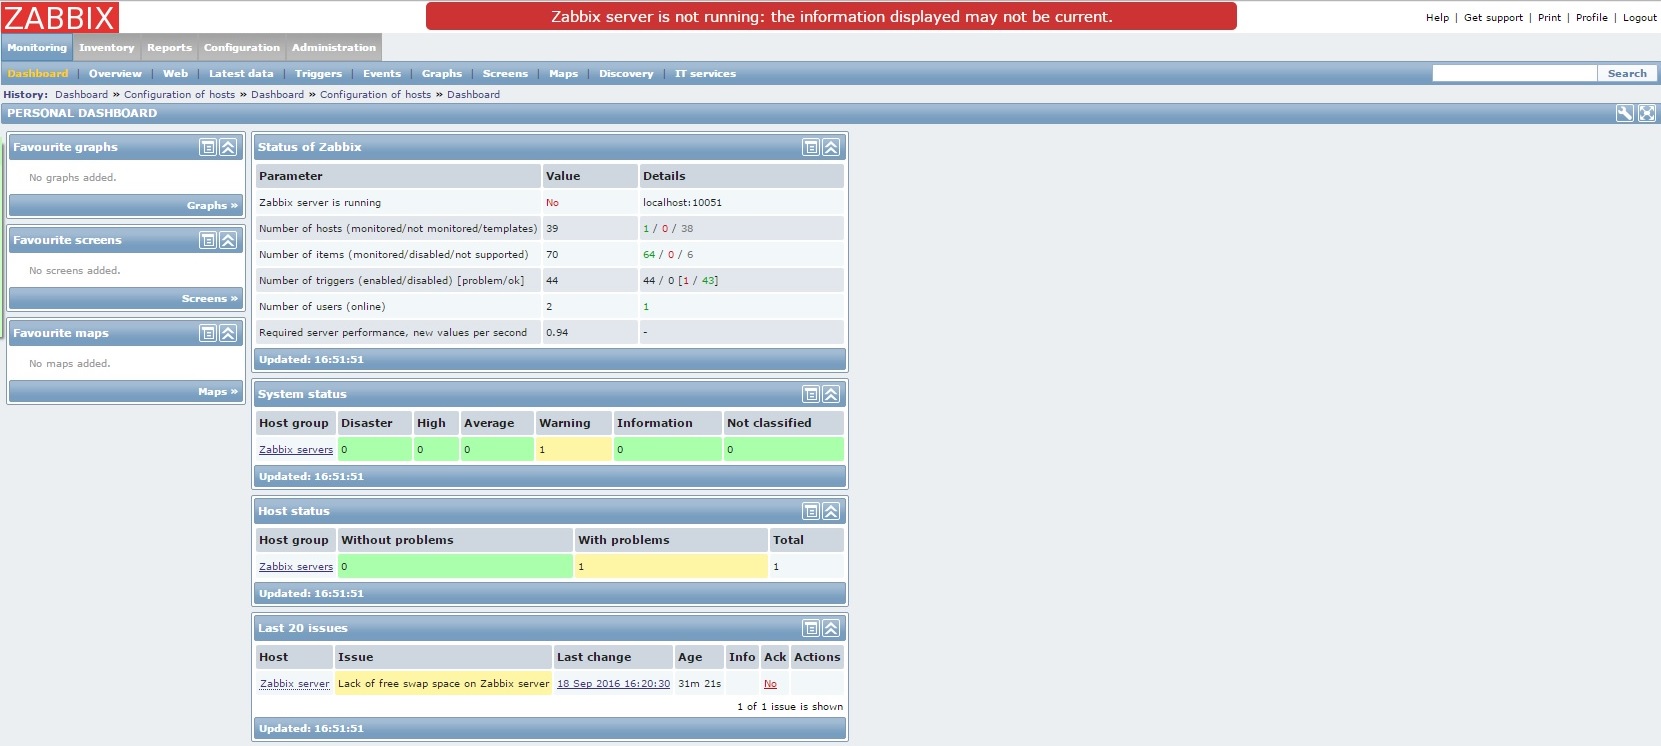 ZABBIX
Zabbix server is not running: the information displayed may not be current.
Help | Get support | Print | Profile | Logout
Monitoring Inventory Reports Configuration Administration
Dashboard | Overview | Web | Latest data | Triggers | Events | Graphs | Screens | Maps | Discovery | IT services
Search
History: Dashboard » Configuration of hosts » Dashboard » Configuration of hosts » Dashboard
PERSONAL DASHBOARD
Favourite graphs
No graphs added.
Graphs »
Favourite screens
No screens added.
Screens »
Favourite maps
No maps added.
Maps »
Status of Zabbix
Parameter Value Details
Zabbix server is running No localhost:10051
Number of hosts (monitored/not monitored/templates) 39 1 / 0 / 38
Number of items (monitored/disabled/not supported) 70 64 / 0 / 6
Number of triggers (enabled/disabled) [problem/ok] 44 44 / 0 [1 / 43]
Number of users (online) 2 1
Required server performance, new values per second 0.94 -
Updated: 16:51:51
System status
Host group Disaster High Average Warning Information Not classified
Zabbix servers 0 0 0 1 0 0
Updated: 16:51:51
Host status
Host group Without problems With problems Total
Zabbix servers 0 1 1
Updated: 16:51:51
Last 20 issues
Host Issue Last change Age Info Ack Actions
Zabbix server Lack of free swap space on Zabbix server 18 Sep 2016 16:20:30 31m 21s No
1 of 1 issue is shown
Updated: 16:51:51